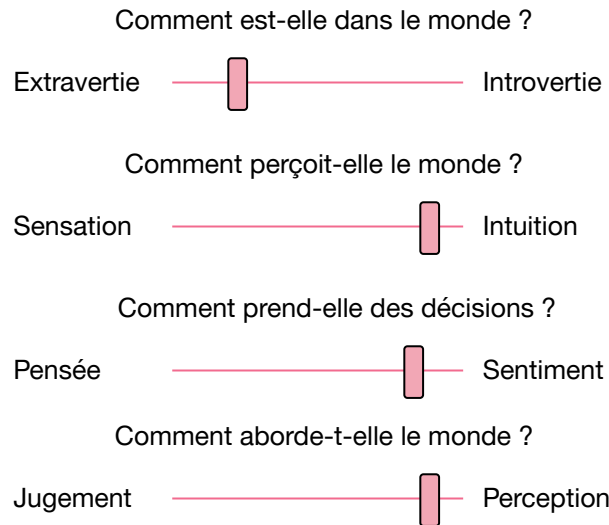 Comment est-elle dans le monde ?
Extravertie Introvertie
Comment perçoit-elle le monde ?
Sensation Intuition
Comment prend-elle des décisions ?
Pensée Sentiment
Comment aborde-t-elle le monde ?
Jugement Perception